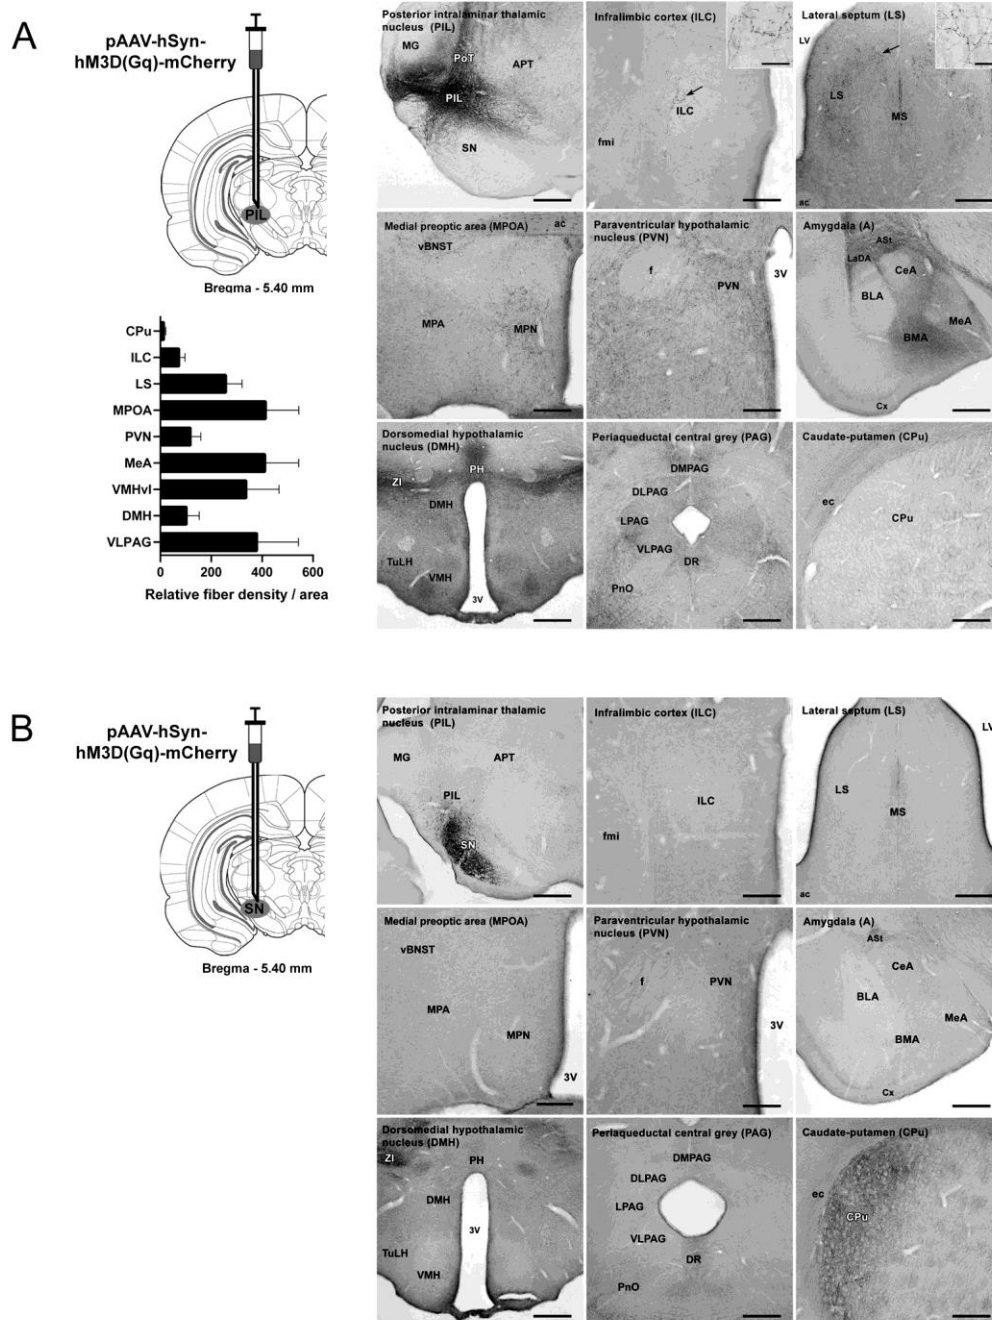 A
pAAV-hSyn-
hM3D(Gq)-mCherry
PIL
Bregma - 5.40 mm
CPu
ILC
LS
MPOA
PVN
MeA
VMHvl
DMH
VLPAG
0 200 400 600
Relative fiber density / area
Posterior intralaminar thalamic
nucleus (PIL)
MG
PoT
APT
PIL
SN
Infralimbic cortex (ILC)
ILC
fmi
Lateral septum (LS)
LV
LS
MS
ac
Medial preoptic area (MPOA)
ac
vBNST
MPA
MPN
Paraventricular hypothalamic
nucleus (PVN)
f
PVN
3V
Amygdala (A)
ASt
LaDA
CeA
BLA
MeA
BMA
Cx
Dorsomedial hypothalamic
nucleus (DMH)
PH
ZI
DMH
TuLH
VMH
3V
Periaqueductal central grey (PAG)
DMPAG
DLPAG
LPAG
VLPAG
DR
PnO
Caudate-putamen (CPu)
ec
CPu
B
pAAV-hSyn-
hM3D(Gq)-mCherry
SN
Bregma - 5.40 mm
Posterior intralaminar thalamic
nucleus (PIL)
MG
APT
PIL
SN
Infralimbic cortex (ILC)
ILC
fmi
Lateral septum (LS)
LV
LS
MS
ac
Medial preoptic area (MPOA)
vBNST
MPA
MPN
3V
Paraventricular hypothalamic
nucleus (PVN)
f
PVN
3V
Amygdala (A)
ASt
CeA
BLA
MeA
BMA
Cx
Dorsomedial hypothalamic
nucleus (DMH)
ZI
PH
DMH
3V
TuLH
VMH
Periaqueductal central grey (PAG)
DMPAG
DLPAG
LPAG
VLPAG
DR
PnO
Caudate-putamen (CPu)
ec
CPu